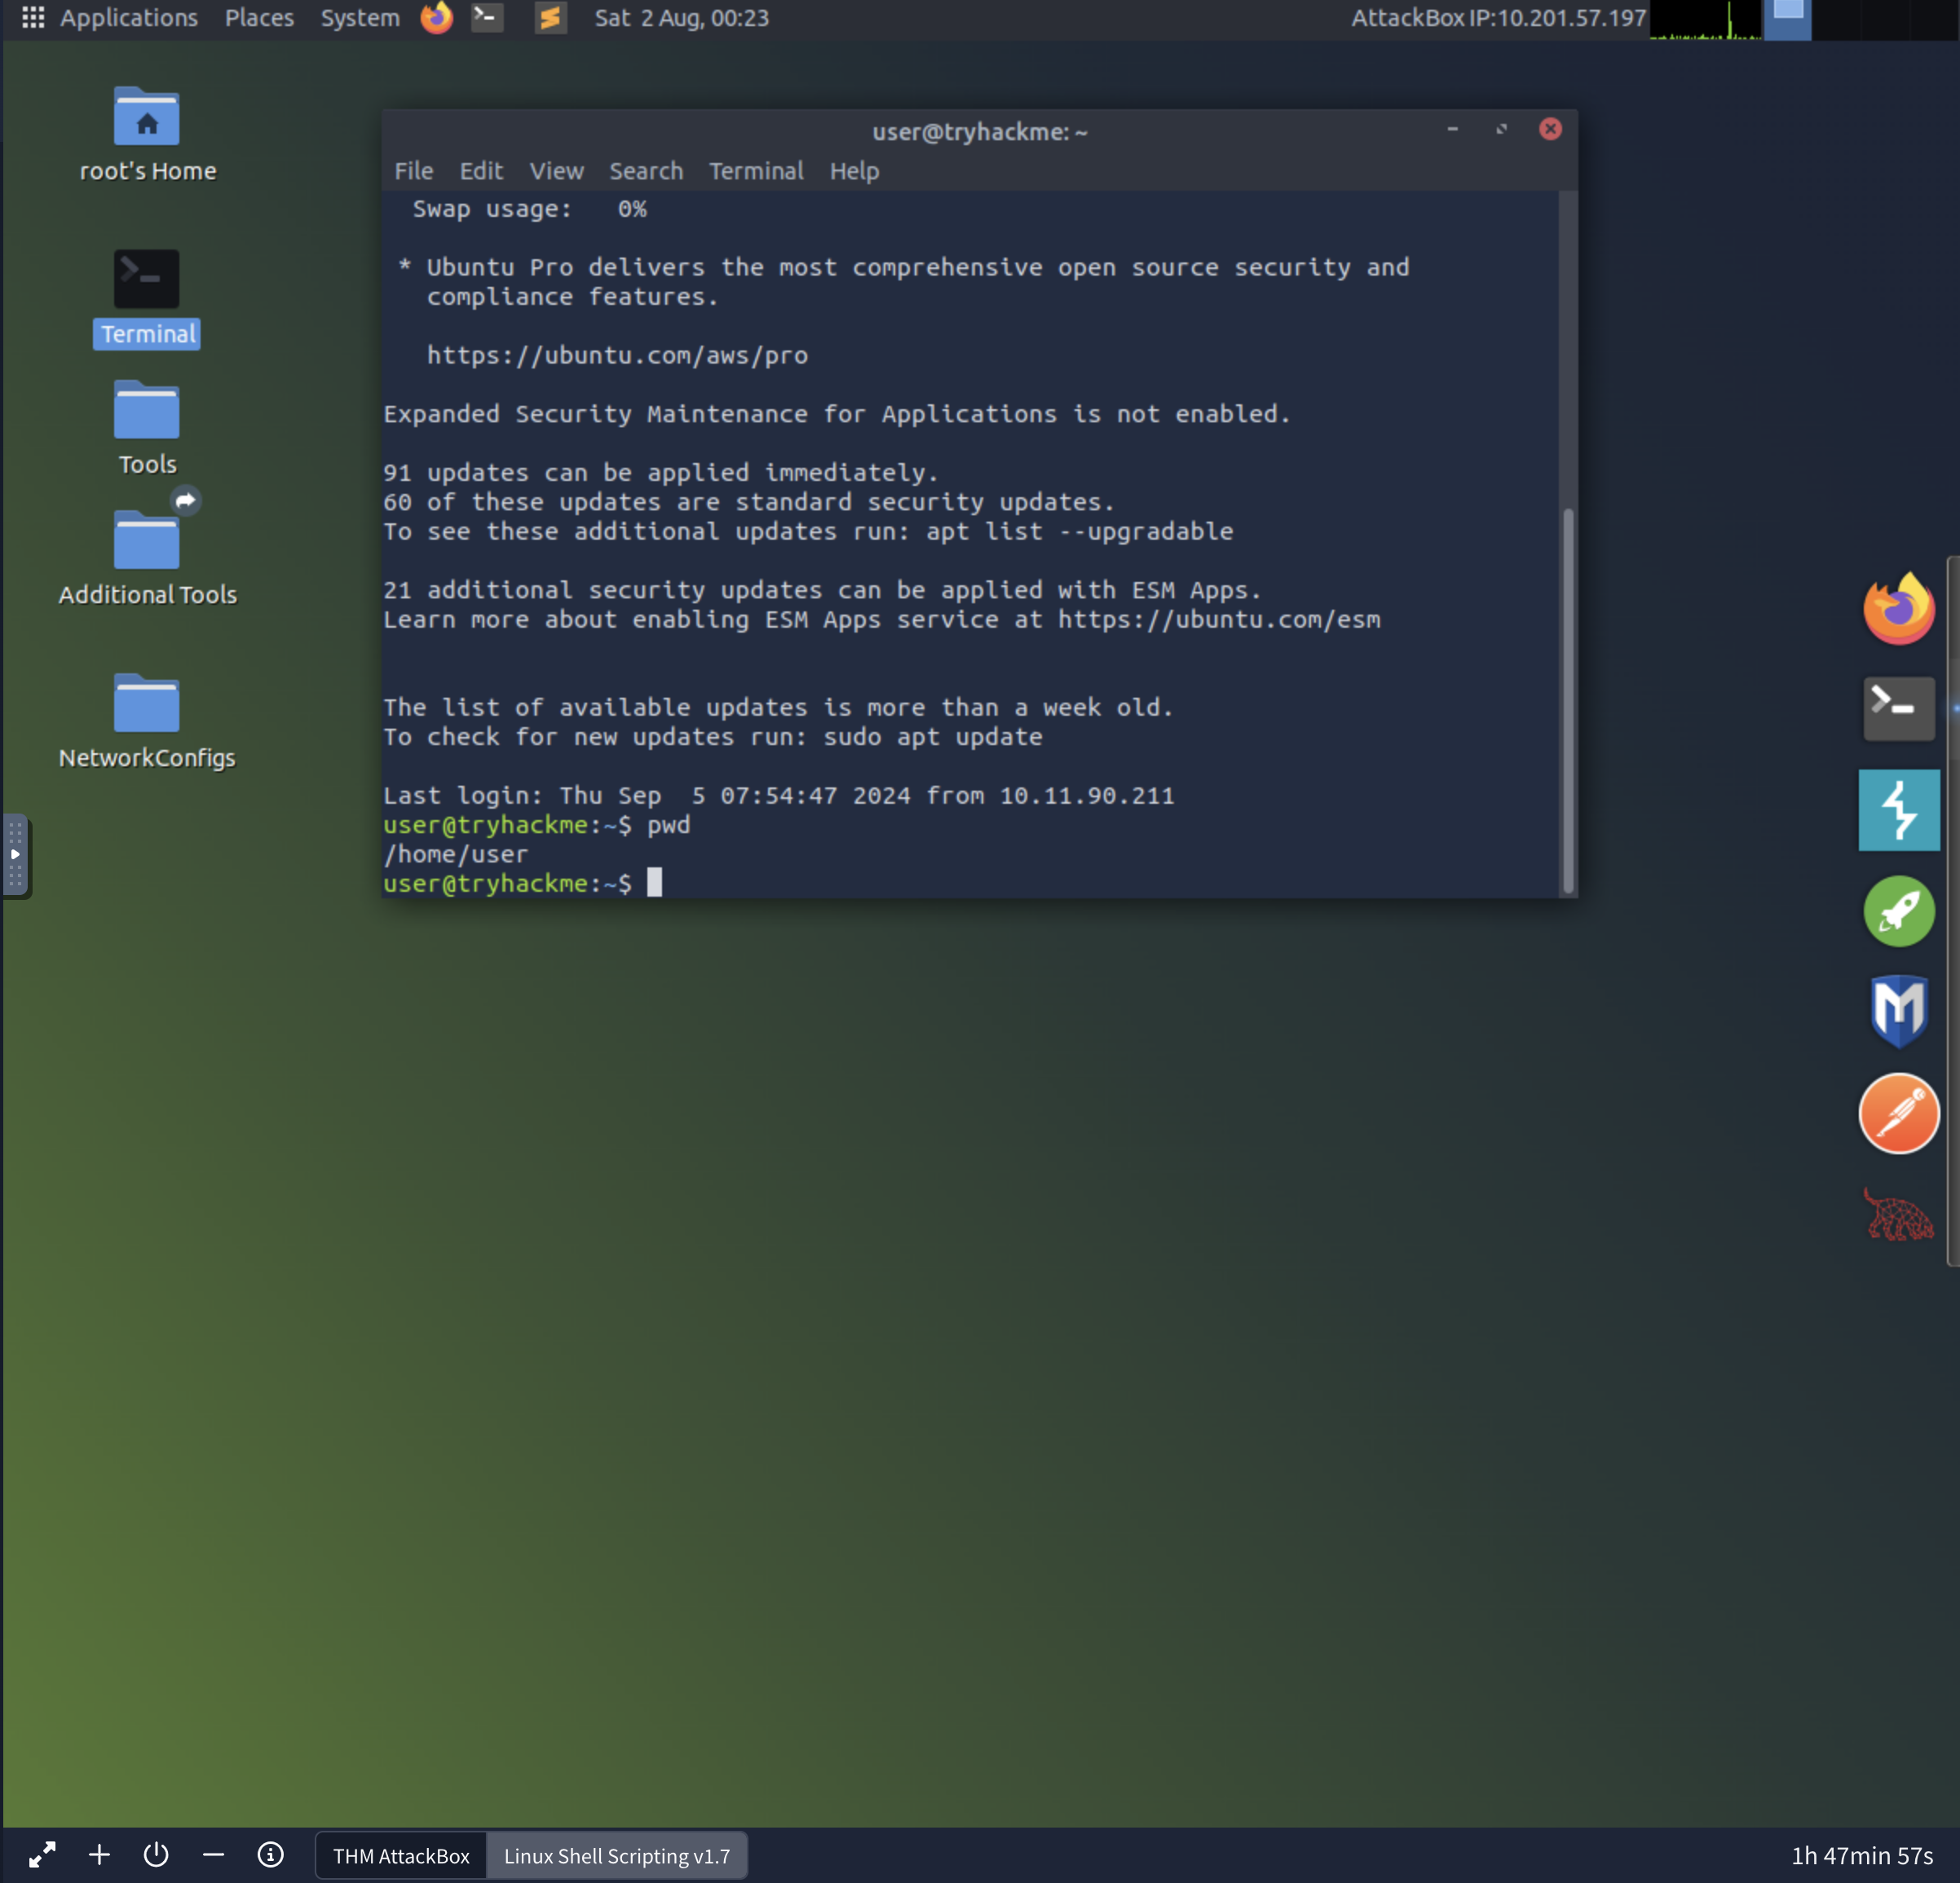 Applications Places System Sat 2 Aug, 00:23 AttackBox IP:10.201.57.197
root's Home
Terminal
Tools
Additional Tools
NetworkConfigs
user@tryhackme: ~
File Edit View Search Terminal Help
Swap usage: 0%
* Ubuntu Pro delivers the most comprehensive open source security and
compliance features.
https://ubuntu.com/aws/pro
Expanded Security Maintenance for Applications is not enabled.
91 updates can be applied immediately.
60 of these updates are standard security updates.
To see these additional updates run: apt list --upgradable
21 additional security updates can be applied with ESM Apps.
Learn more about enabling ESM Apps service at https://ubuntu.com/esm
The list of available updates is more than a week old.
To check for new updates run: sudo apt update
Last login: Thu Sep  5 07:54:47 2024 from 10.11.90.211
user@tryhackme:~$ pwd
/home/user
user@tryhackme:~$
THM AttackBox Linux Shell Scripting v1.7 1h 47min 57s